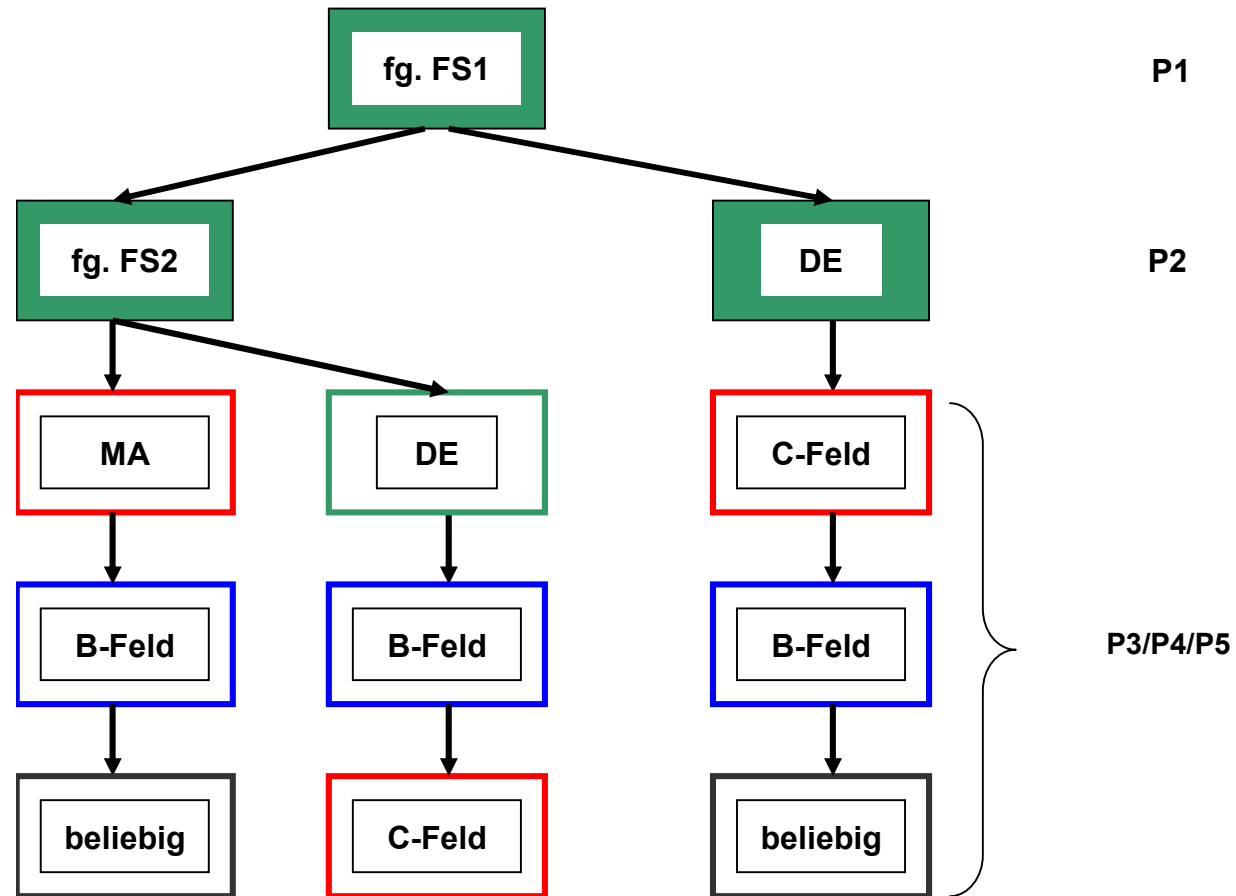 fg. FS1
P1
fg. FS2
DE
P2
MA
DE
C-Feld
B-Feld
B-Feld
B-Feld
P3/P4/P5
beliebig
C-Feld
beliebig